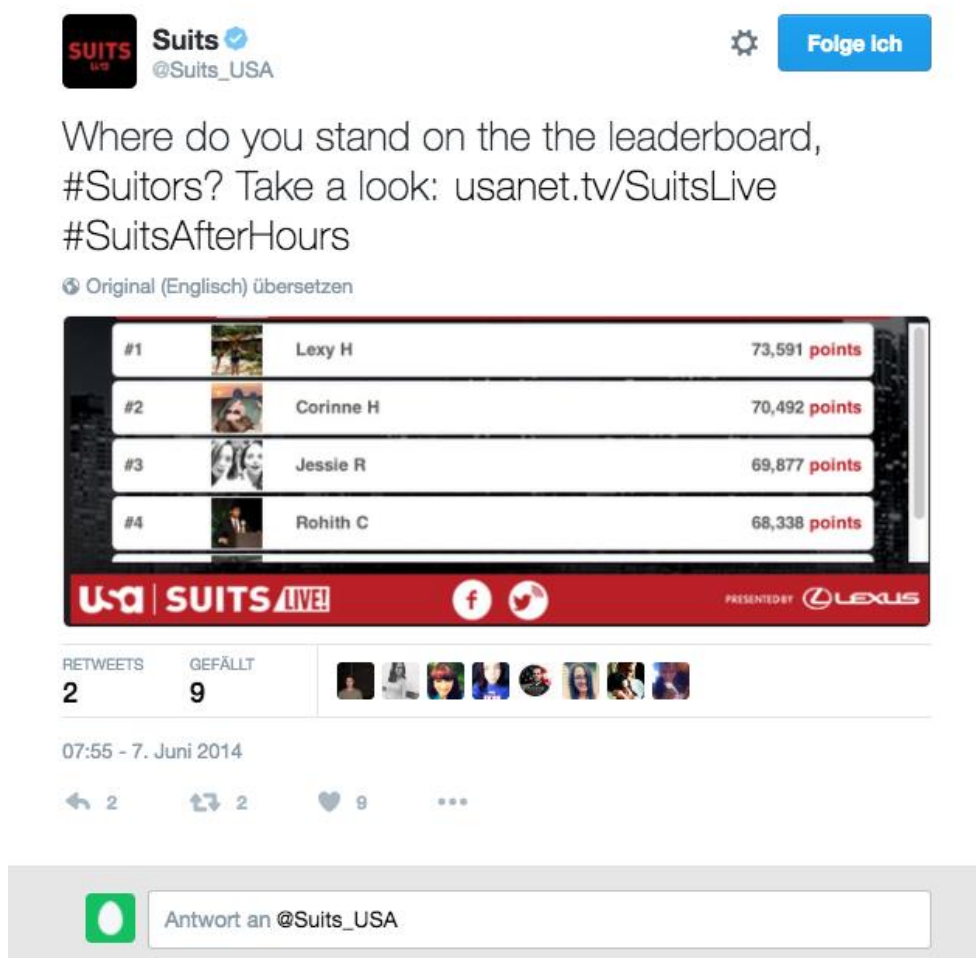 SUITS
Suits
@Suits_USA
Folge ich
Where do you stand on the the leaderboard,
#Suitors? Take a look: usanet.tv/SuitsLive
#SuitsAfterHours
Original (Englisch) übersetzen
#1 Lexy H 73,591 points
#2 Corinne H 70,492 points
#3 Jessie R 69,877 points
#4 Rohith C 68,338 points
usa SUITS LIVE! f PRESENTED BY LEXUS
RETWEETS GEFÄLLT
2 9
07:55 - 7. Juni 2014
2 2 9
Antwort an @Suits_USA